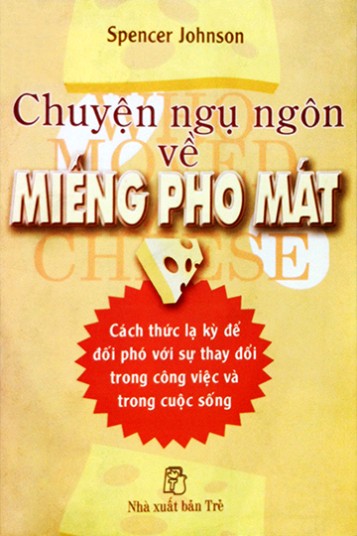 Spencer Johnson
WHO
MOVED
CHEESE
Chuyện ngụ ngôn
về
MIẾNG PHO MÁT
Cách thức lạ kỳ để
đối phó với sự thay đổi
trong công việc và
trong cuộc sống
Nhà xuất bản Trẻ